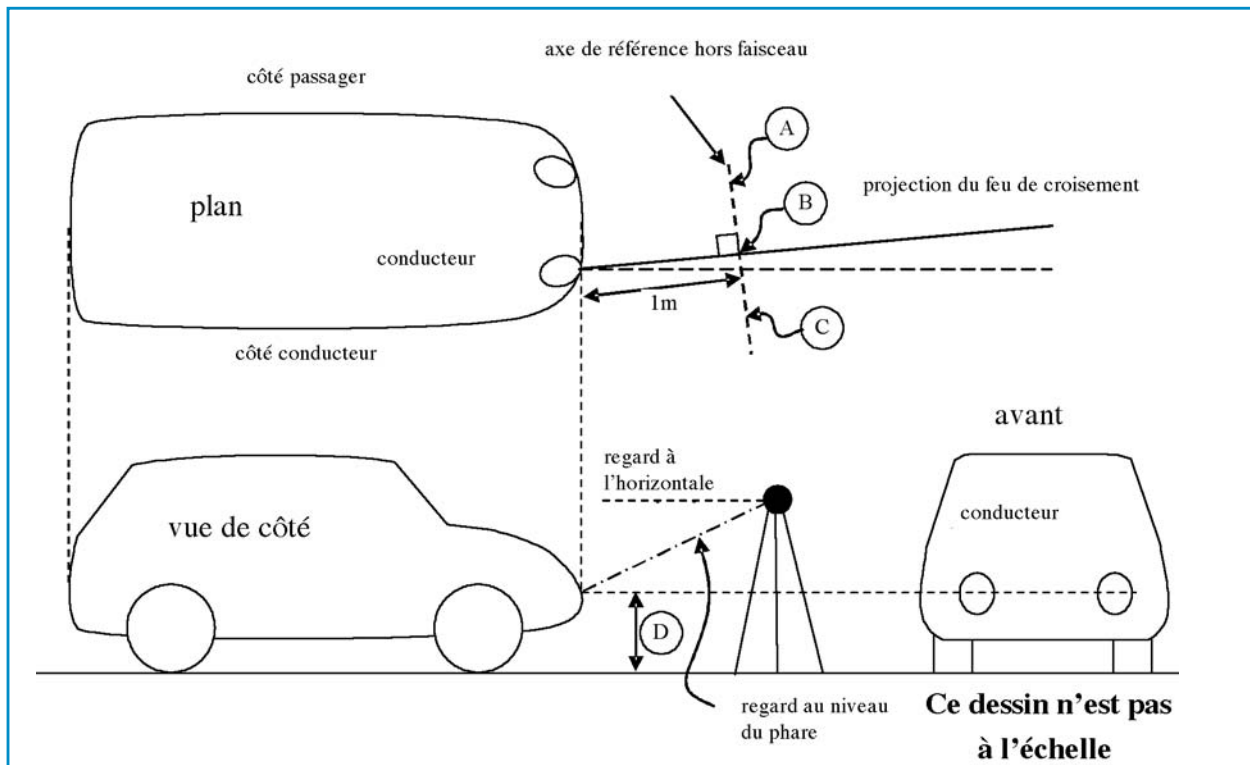 axe de référence hors faisceau
côté passager
A
projection du feu de croisement
plan
B
conducteur
1m
C
côté conducteur
avant
regard à
l'horizontale
vue de côté
conducteur
D
regard au niveau
du phare
Ce dessin n'est pas
à l'échelle